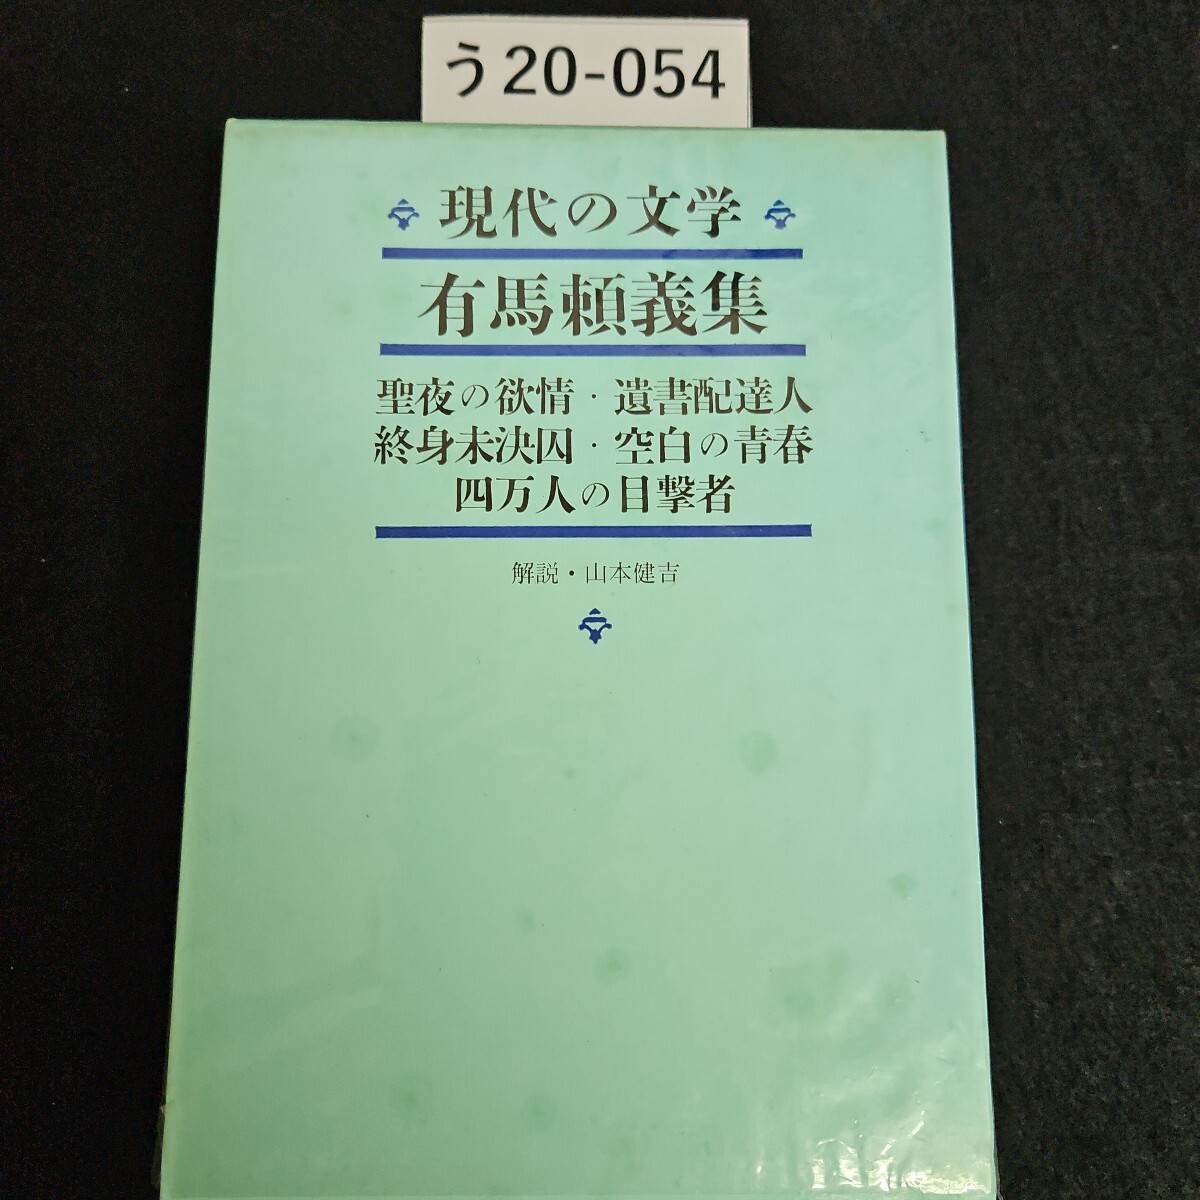 う20-054
現代の文学
有馬頼義集
聖夜の欲情・遺書配達人
終身未決囚・空白の青春
四万人の目撃者
解説・山本健吉